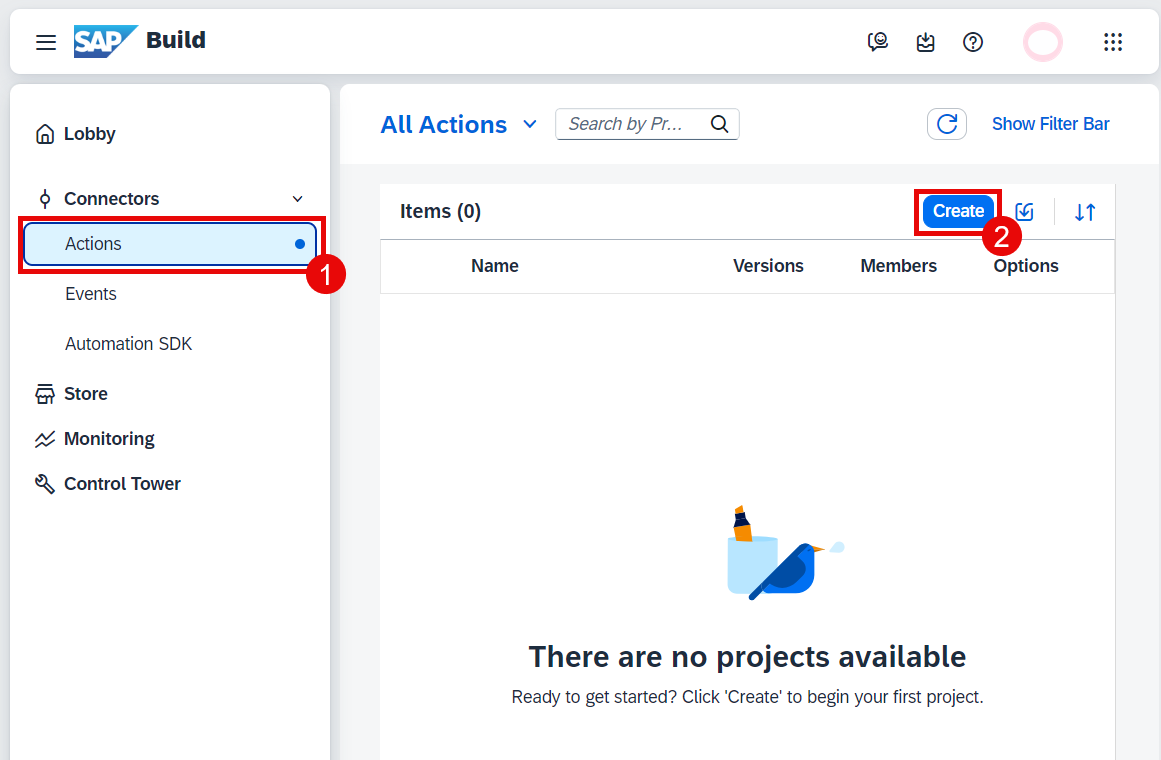 SAP Build
Lobby
Connectors
Actions
1
Events
Automation SDK
Store
Monitoring
Control Tower
All Actions
Search by Pr...
Show Filter Bar
Items (0)
Create
2
Name Versions Members Options
There are no projects available
Ready to get started? Click 'Create' to begin your first project.